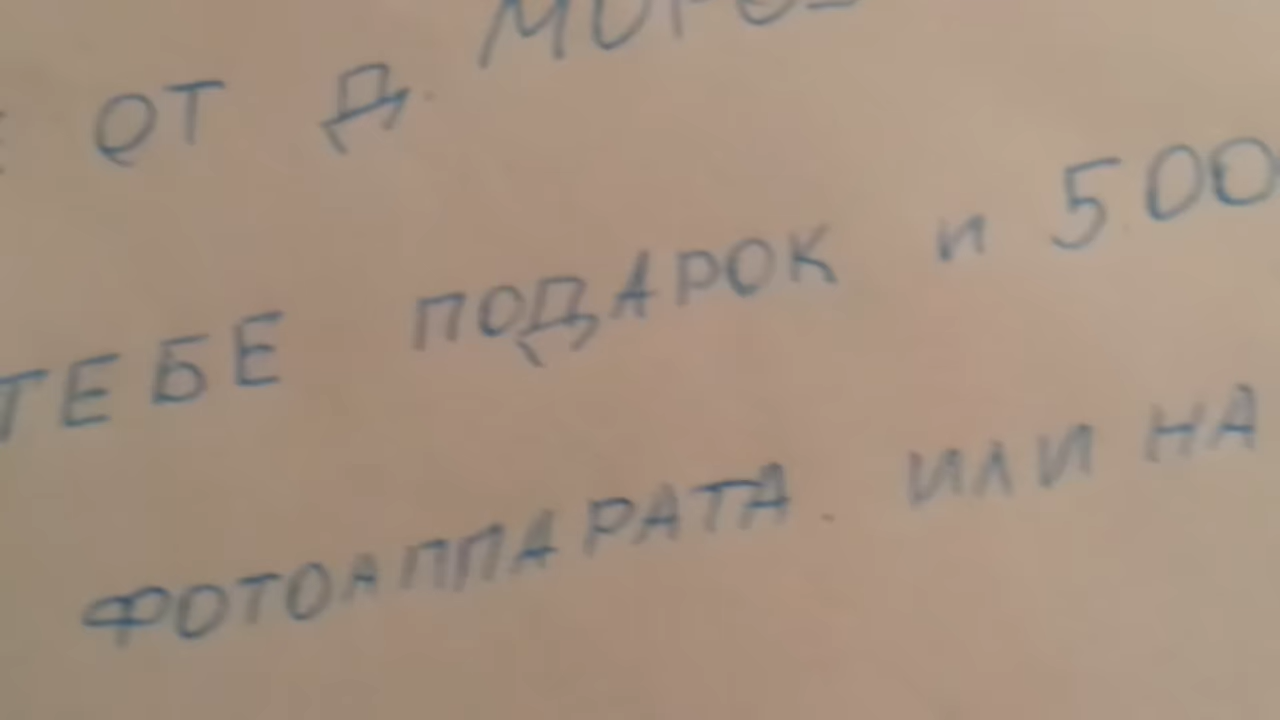 ОТ Д.
ТЕБЕ ПОДАРОК и 500
ФОТОАППАРАТА. ИЛИ НА